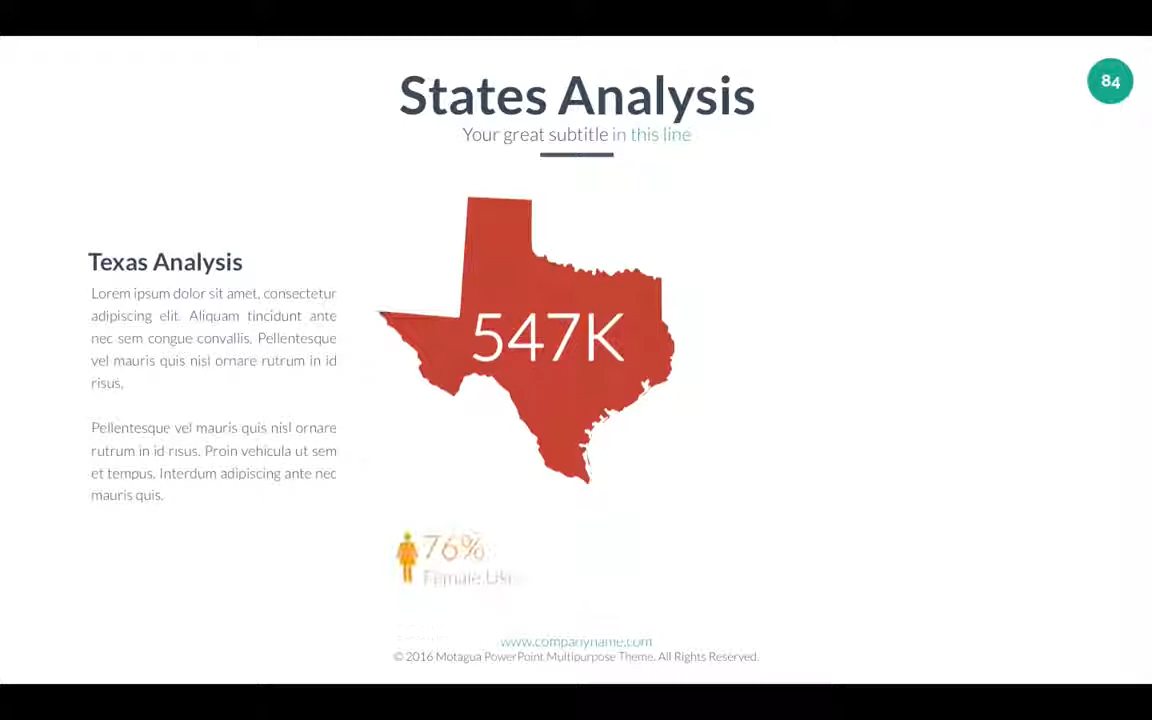 States Analysis
84
Your great subtitle in this line
Texas Analysis
Lorem ipsum dolor sit amet, consectetur
adipiscing elit. Aliquam tincidunt ante
nec sem congue convallis. Pellentesque
vel mauris quis nisl ornare rutrum in id
risus,
Pellentesque vel mauris quis nisl ornare
rutrum in id risus. Proin vehicula ut sem
et tempus. Interdum adipiscing ante nec
mauris quis.
547K
76%
Female
www.companyname.com
© 2016 Motagua PowerPoint Multipurpose Theme. All Rights Reserved.